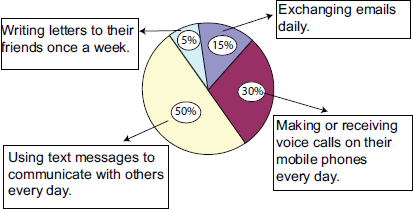 Writing letters to their
friends once a week.
Exchanging emails
daily.
5%
15%
30%
50%
Making or receiving
voice calls on their
mobile phones
every day.
Using text messages to
communicate with others
every day.